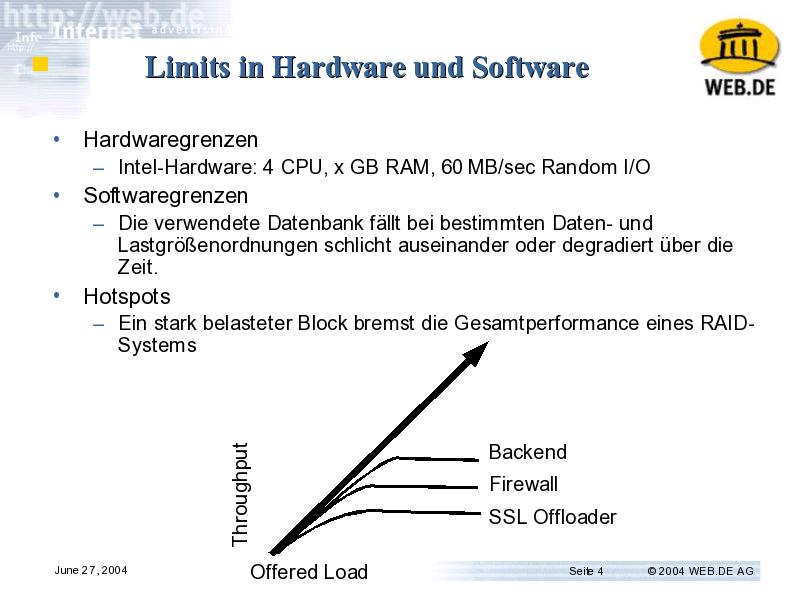 http://web.de
Internet advertising
Info
http://
Limits in Hardware und Software
WEB.DE
• Hardwaregrenzen
– Intel-Hardware: 4 CPU, x GB RAM, 60 MB/sec Random I/O
• Softwaregrenzen
– Die verwendete Datenbank fällt bei bestimmten Daten- und
Lastgrößenordnungen schlicht auseinander oder degradiert über die
Zeit.
• Hotspots
– Ein stark belasteter Block bremst die Gesamtperformance eines RAID-
Systems
Throughput
Backend
Firewall
SSL Offloader
Offered Load
June 27, 2004
Seite 4
© 2004 WEB.DE AG